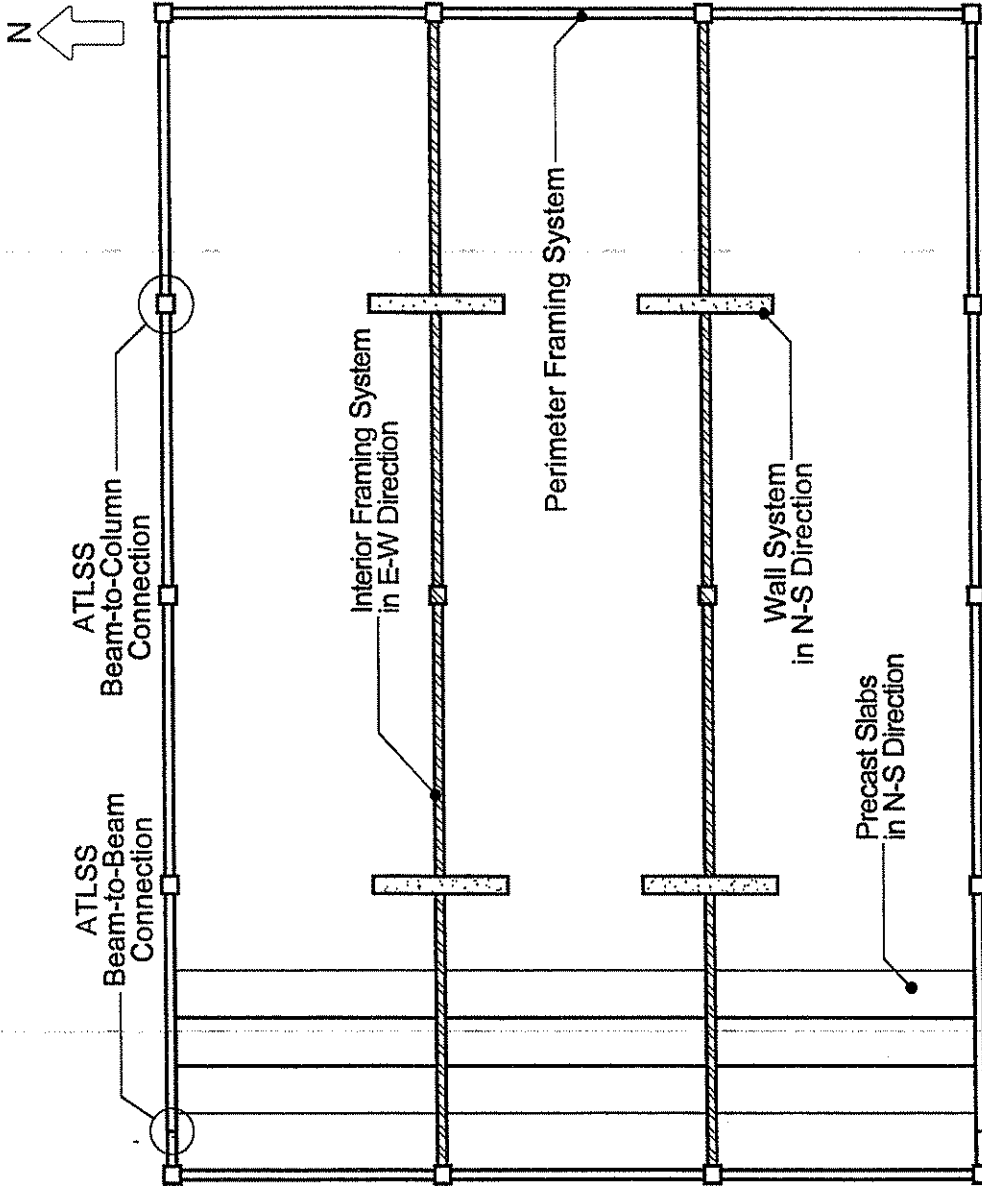 N
ATLSS
Beam-to-Beam
Connection
ATLSS
Beam-to-Column
Connection
Interior Framing System
in E-W Direction
Perimeter Framing System
Precast Slabs
in N-S Direction
Wall System
in N-S Direction